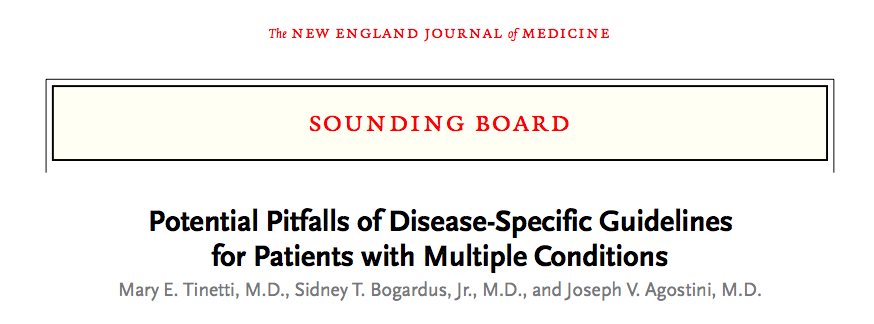 The NEW ENGLAND JOURNAL of MEDICINE
SOUNDING BOARD
Potential Pitfalls of Disease-Specific Guidelines
for Patients with Multiple Conditions
Mary E. Tinetti, M.D., Sidney T. Bogardus, Jr., M.D., and Joseph V. Agostini, M.D.